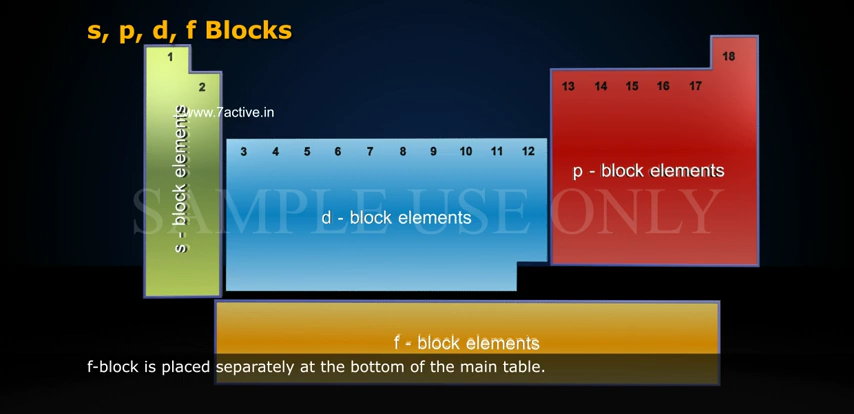 s, p, d, f Blocks
1
18
2
13 14 15 16 17
www.7active.in
s - block elements
3 4 5 6 7 8 9 10 11 12
p - block elements
SAMPLE USE ONLY
d - block elements
f - block elements
f-block is placed separately at the bottom of the main table.